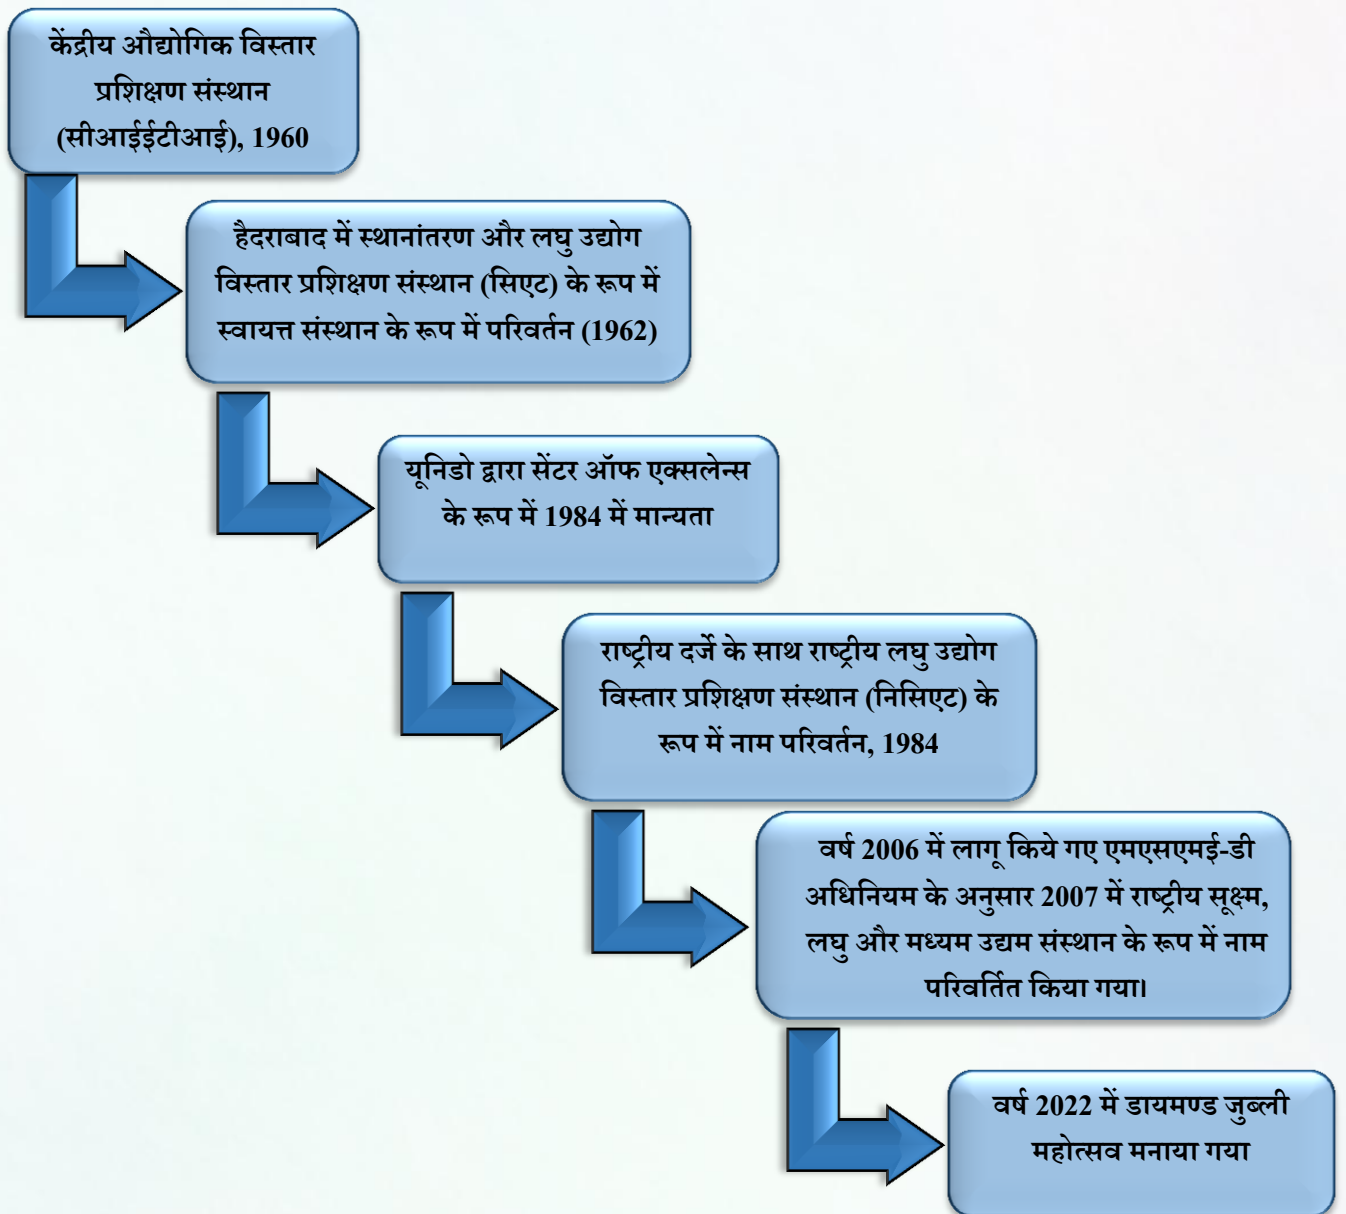 केंद्रीय औद्योगिक विस्तार
प्रशिक्षण संस्थान
(सीआईईटीआई), 1960
हैदराबाद में स्थानांतरण और लघु उद्योग
विस्तार प्रशिक्षण संस्थान (सिएट) के रूप में
स्वायत्त संस्थान के रूप में परिवर्तन (1962)
यूनिडो द्वारा सेंटर ऑफ एक्सलेन्स
के रूप में 1984 में मान्यता
राष्ट्रीय दर्जे के साथ राष्ट्रीय लघु उद्योग
विस्तार प्रशिक्षण संस्थान (निसिएट) के
रूप में नाम परिवर्तन, 1984
वर्ष 2006 में लागू किये गए एमएसएमई-डी
अधिनियम के अनुसार 2007 में राष्ट्रीय सूक्ष्म,
लघु और मध्यम उद्यम संस्थान के रूप में नाम
परिवर्तित किया गया।
वर्ष 2022 में डायमण्ड जुब्ली
महोत्सव मनाया गया